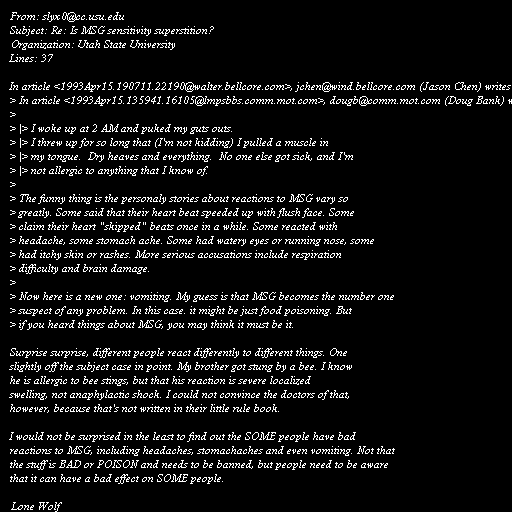 From: slyx0@cc.usu.edu
Subject: Re: Is MSG sensitivity superstition?
Organization: Utah State University
Lines: 37
In article <1993Apr15.190711.22190@walter.bellcore.com>, jchen@wind.bellcore.com (Jason Chen) writes
> In article <1993Apr15.135941.16105@lmpsbbs.comm.mot.com>, dougb@comm.mot.com (Doug Bank) w
>
> |> I woke up at 2 AM and puked my guts outs.
> |> I threw up for so long that (I'm not kidding) I pulled a muscle in
> |> my tongue.  Dry heaves and everything.  No one else got sick, and I'm
> |> not allergic to anything that I know of.
>
> The funny thing is the personaly stories about reactions to MSG vary so
> greatly. Some said that their heart beat speeded up with flush face. Some
> claim their heart "skipped" beats once in a while. Some reacted with
> headache, some stomach ache. Some had watery eyes or running nose, some
> had itchy skin or rashes. More serious accusations include respiration
> difficulty and brain damage.
>
> Now here is a new one: vomiting. My guess is that MSG becomes the number one
> suspect of any problem. In this case. it might be just food poisoning. But
> if you heard things about MSG, you may think it must be it.
Surprise surprise, different people react differently to different things. One
slightly off the subject case in point. My brother got stung by a bee. I know
he is allergic to bee stings, but that his reaction is severe localized
swelling, not anaphylactic shock. I could not convince the doctors of that,
however, because that's not written in their little rule book.
I would not be surprised in the least to find out the SOME people have bad
reactions to MSG, including headaches, stomachaches and even vomiting. Not that
the stuff is BAD or POISON and needs to be banned, but people need to be aware
that it can have a bad effect on SOME people.
Lone Wolf